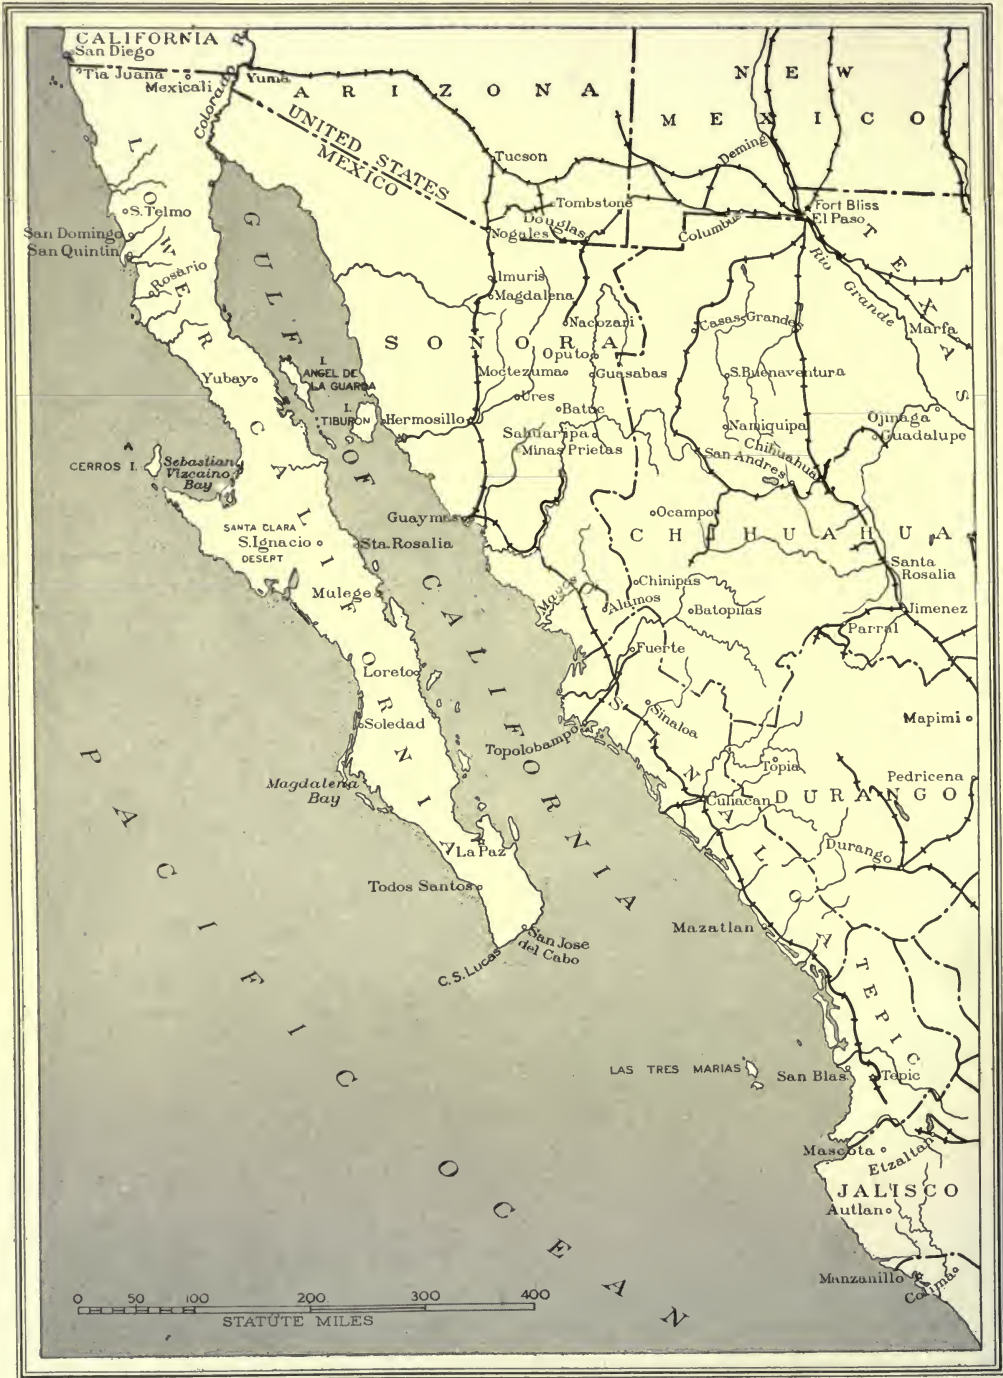 CALIFORNIA
San Diego
Tia Juana
Mexicali
Yuma
Colorado R
ARIZONA
NEW
MEXICO
UNITED STATES
MEXICO
Tucson
Deming
Tombstone
Fort Bliss
El Paso
Douglas
Nogales
Columbus
TEXAS
Rio Grande
LOWER CALIFORNIA
S. Telmo
San Domingo
San Quintin
Rosario
GULF OF CALIFORNIA
Imuris
Magdalena
Nacozari
Casas Grandes
Marfa
SONORA
Oputo
Moctezuma
Guasabas
S. Buenaventura
I.
ANGEL DE
LA GUARDA
Yubay
Ures
Batuc
I.
TIBURON
Hermosillo
Ojinaga
Guadalupe
Namiquipa
Sahuaripa
Minas Prietas
Chihuahua
San Andres
CERROS I.
Sebastian
Vizcaino
Bay
Guaymas
Ocampo
CHIHUAHUA
SANTA CLARA
S. Ignacio
DESERT
Sta. Rosalia
Santa
Rosalia
Mulege
Mayos
Chinipas
Alamos
Batopilas
Jimenez
Parral
Fuerte
Loreto
SINALOA
Sinaloa
Soledad
Mapimi
Topolobampo
Topia
Pedricena
Magdalena
Bay
Culiacan
DURANGO
La Paz
Durango
Todos Santos
PACIFIC OCEAN
Mazatlan
San Jose
del Cabo
C. S. Lucas
TEPIC
LAS TRES MARIAS
San Blas
Tepic
Mascota
Etzaltan
JALISCO
Autlan
Manzanillo
Colima
0 50 100 200 300 400
STATUTE MILES